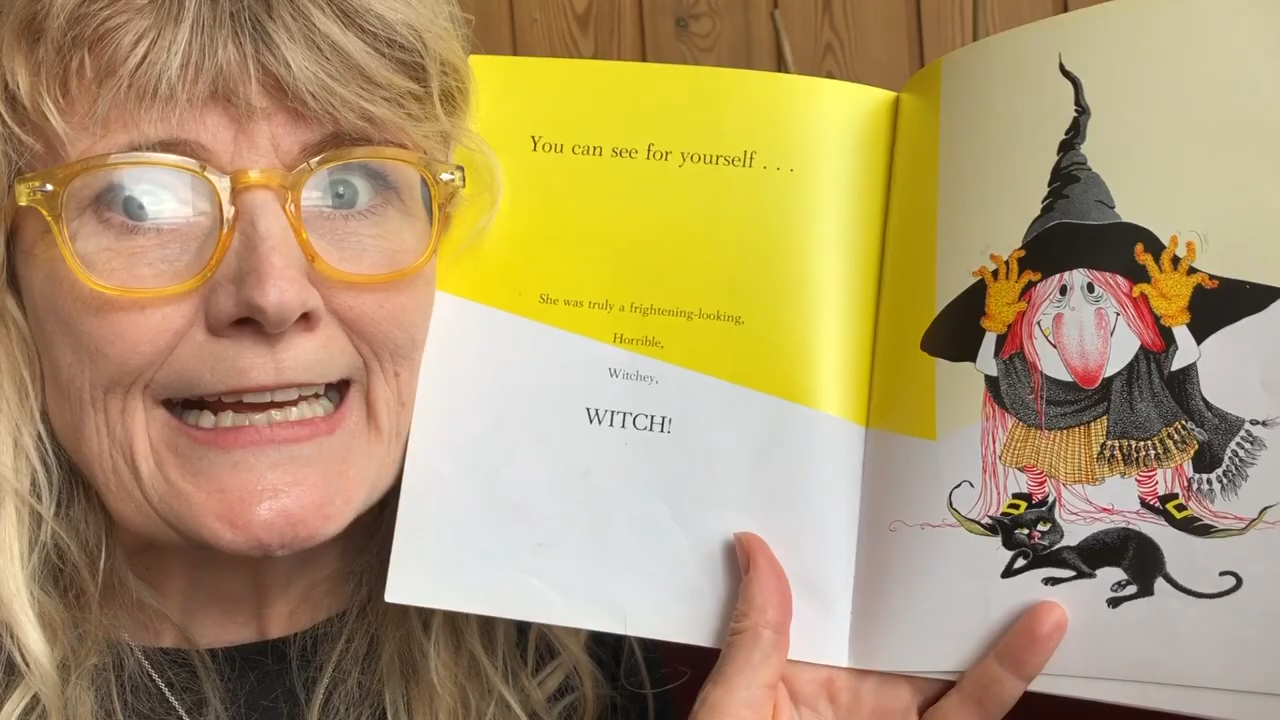 You can see for yourself . . .
She was truly a frightening-looking,
Horrible,
Witchey,
WITCH!